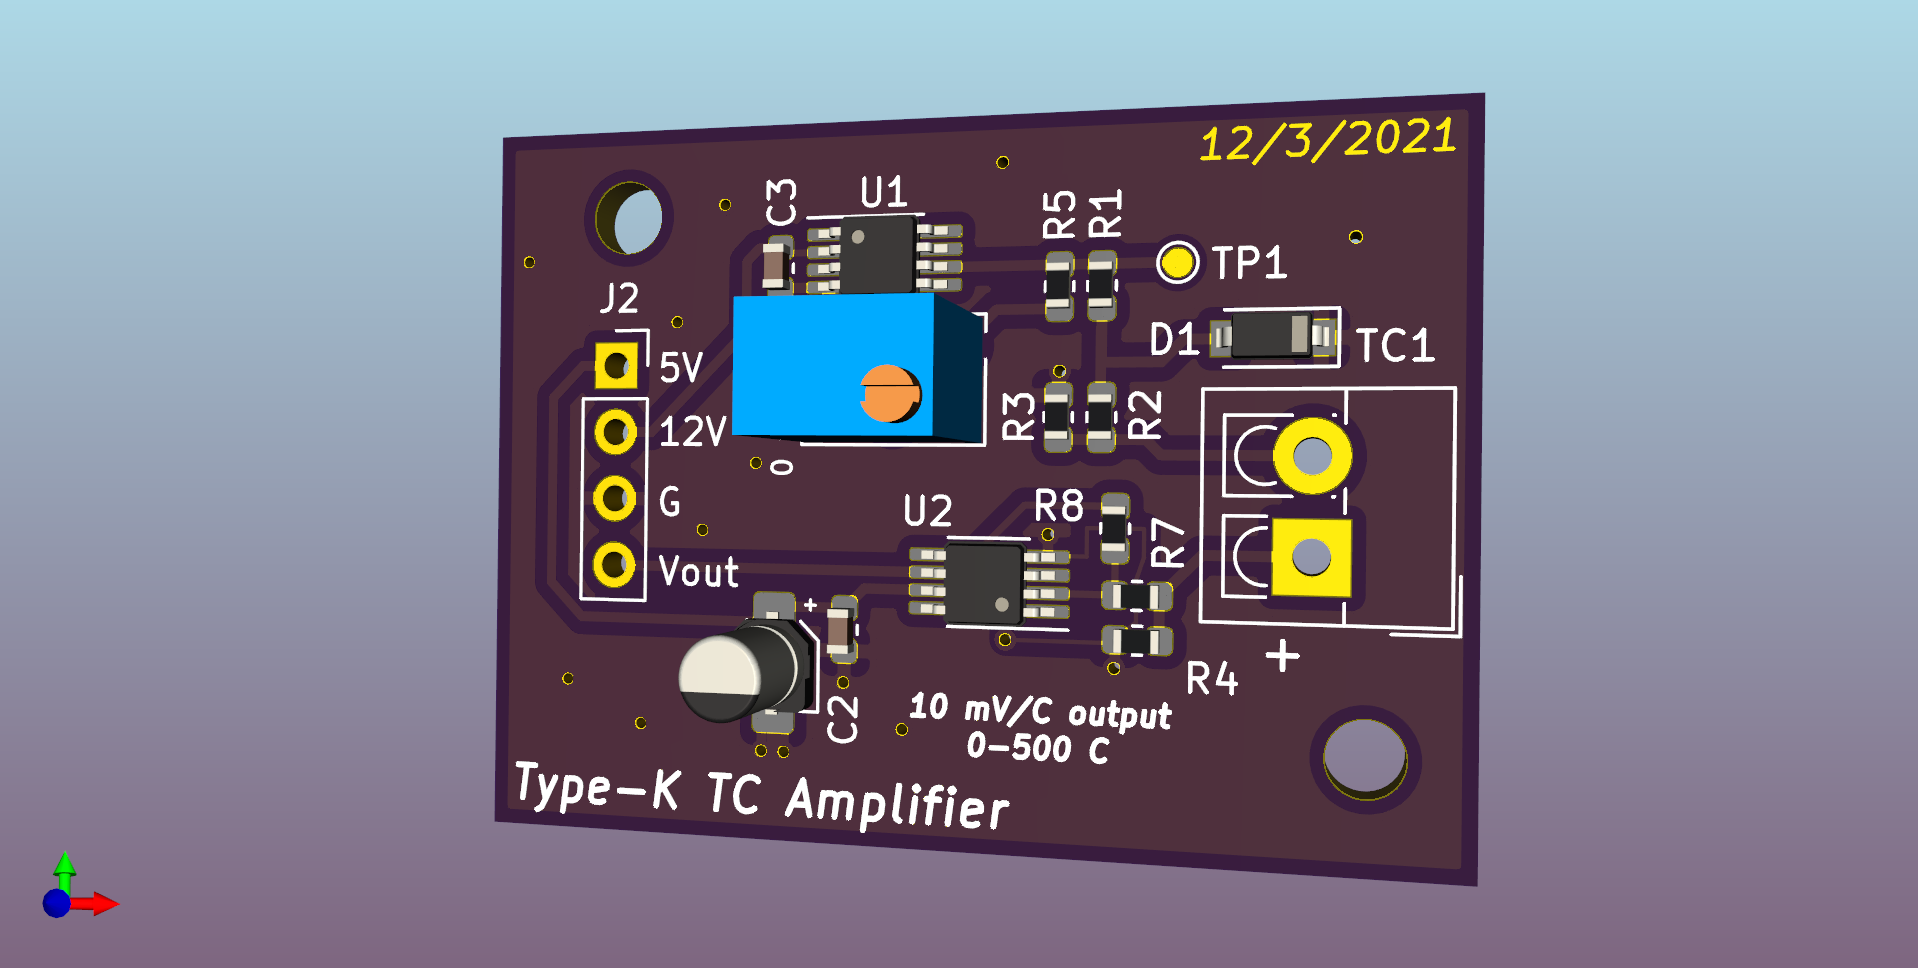 12/3/2021
C3
U1
R5
R1
TP1
J2
D1
TC1
5V
12V
R3
R2
0
G
U2
R8
R7
Vout
+
+
R4
C2
10 mV/C output
0-500 C
Type-K TC Amplifier